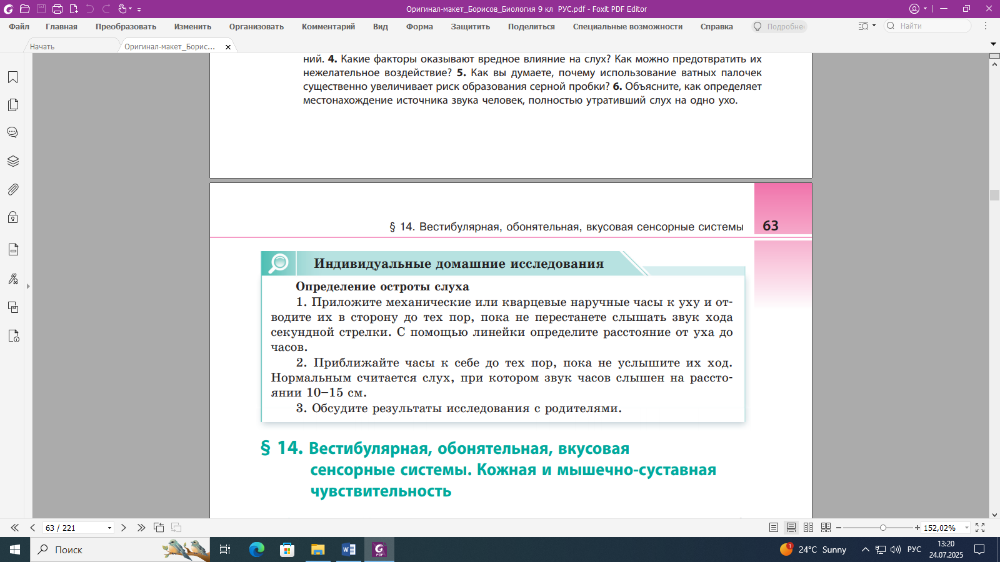 Оригинал-макет_Борисов_Биология 9 кл РУС.pdf - Foxit PDF Editor
Файл Главная Преобразовать Изменить Организовать Комментарий Вид Форма Защитить Поделиться Специальные возможности Справка Подробнее Найти
Начать Оригинал-макет_Борис... ×
ний. 4. Какие факторы оказывают вредное влияние на слух? Как можно предотвратить их
нежелательное воздействие? 5. Как вы думаете, почему использование ватных палочек
существенно увеличивает риск образования серной пробки? 6. Объясните, как определяет
местонахождение источника звука человек, полностью утративший слух на одно ухо.
§ 14. Вестибулярная, обонятельная, вкусовая сенсорные системы 63
Индивидуальные домашние исследования
Определение остроты слуха
1. Приложите механические или кварцевые наручные часы к уху и от-
водите их в сторону до тех пор, пока не перестанете слышать звук хода
секундной стрелки. С помощью линейки определите расстояние от уха до
часов.
2. Приближайте часы к себе до тех пор, пока не услышите их ход.
Нормальным считается слух, при котором звук часов слышен на рассто-
янии 10–15 см.
3. Обсудите результаты исследования с родителями.
§ 14. Вестибулярная, обонятельная, вкусовая
сенсорные системы. Кожная и мышечно-суставная
чувствительность
63 / 221 152,02%
Поиск 24°C Sunny РУС 13:20
24.07.2025